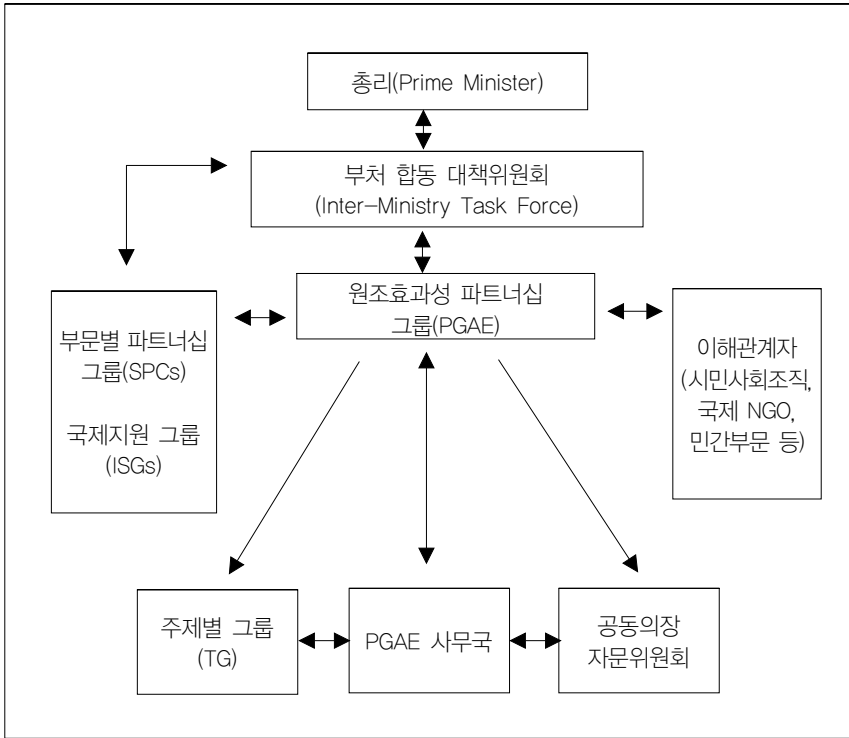 총리(Prime Minister)
부처 합동 대책위원회
(Inter-Ministry Task Force)
원조효과성 파트너십
그룹(PGAE)
부문별 파트너십
그룹(SPCs)
국제지원 그룹
(ISGs)
이해관계자
(시민사회조직,
국제 NGO,
민간부문 등)
주제별 그룹
(TG)
PGAE 사무국
공동의장
자문위원회